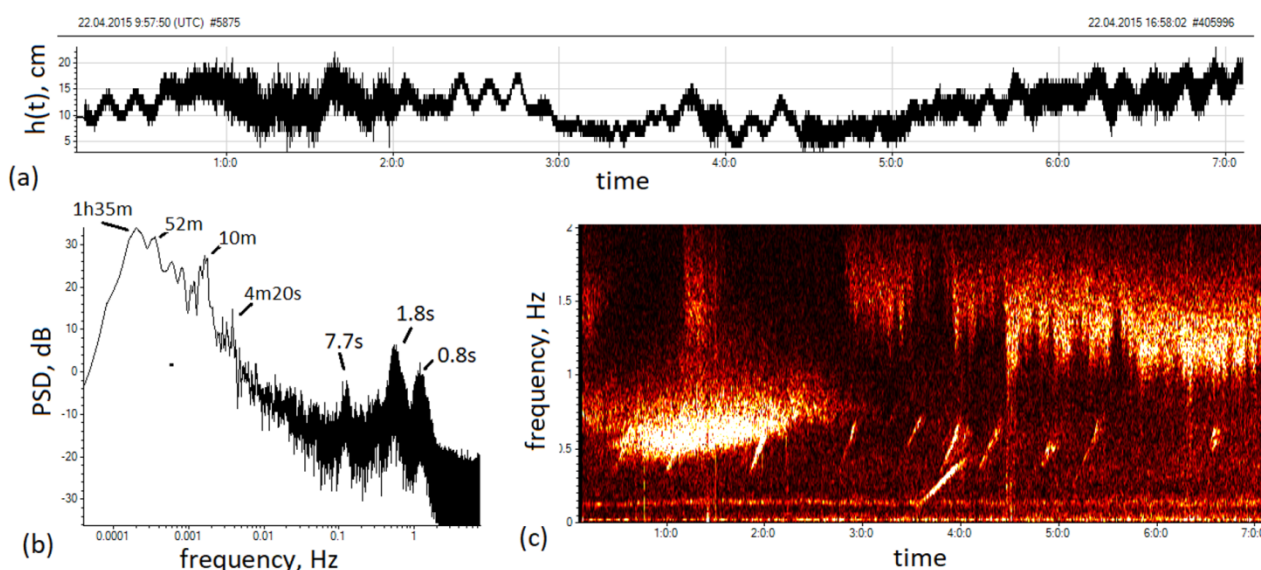 22.04.2015 9:57:50 (UTC) #5875
22.04.2015 16:58:02 #405996
h(t), cm
20
15
10
5
1:0:0 2:0:0 3:0:0 4:0:0 5:0:0 6:0:0 7:0:0
time
(a)
1h35m
52m
10m
4m20s
7.7s
1.8s
0.8s
PSD, dB
30
20
10
0
-10
-20
-30
0.0001 0.001 0.01 0.1 1
frequency, Hz
(b)
frequency, Hz
2
1.5
1
0.5
0
1:0:0 2:0:0 3:0:0 4:0:0 5:0:0 6:0:0 7:0:0
time
(c)